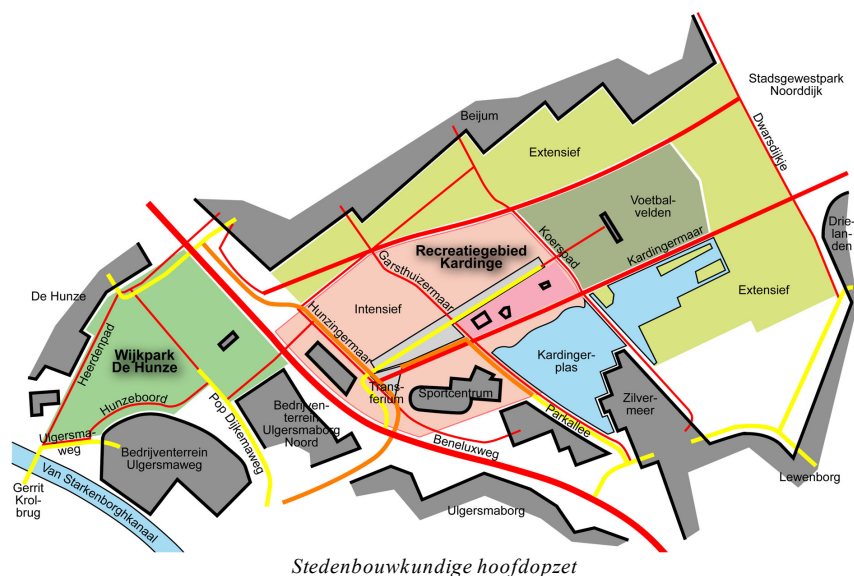 Stadsgewestpark
Noorddijk
Beijum
Extensief
Dwarsdijkje
Voetbal-
velden
Drie-
lan-
den
Koerspad
Kardingermaar
Recreatiegebied
Kardinge
Garsthuizermaar
De Hunze
Extensief
Intensief
Hunzingermaar
Heerdenpad
Wijkpark
De Hunze
Kardinger-
plas
Trans-
ferium
Sportcentrum
Zilver-
meer
Hunzeboord
Pop Dijkemaweg
Bedrijven-
terrein
Ulgersmaborg
Noord
Parkallee
Ulgersma-
weg
Bedrijventerrein
Ulgersmaweg
Beneluxweg
Gerrit
Krol-
brug
Van Starkenborghkanaal
Lewenborg
Ulgersmaborg
Stedenbouwkundige hoofdopzet